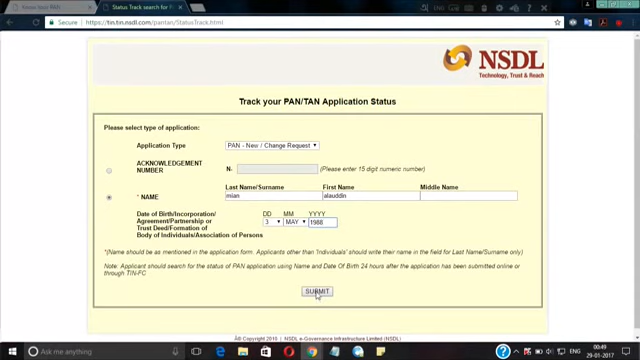 Know Your PAN
Status Track search for P
Secure
https://tin.tin.nsdl.com/pantan/StatusTrack.html
NSDL
Technology, Trust & Reach
Track your PAN/TAN Application Status
Please select type of application:
Application Type
PAN - New / Change Request
ACKNOWLEDGEMENT
NUMBER
N-
(Please enter 15 digit numeric number)
Last Name/Surname First Name Middle Name
* NAME
mian alauddin
Date of Birth/Incorporation/
Agreement/Partnership or
Trust Deed/Formation of
Body of Individuals/Association of Persons
DD MM YYYY
3 MAY 1988
*(Name should be as mentioned in the application form. Applicants other than 'Individuals' should write their name in the field for Last Name/Surname only)
Note: Applicant should search for the status of PAN application using Name and Date Of Birth 24 hours after the application has been submitted online or
through TIN-FC
SUBMIT
© Copyright 2016 | NSDL e-Governance Infrastructure Limited (NSDL)
Ask me anything
ENG
00:49
29-01-2017